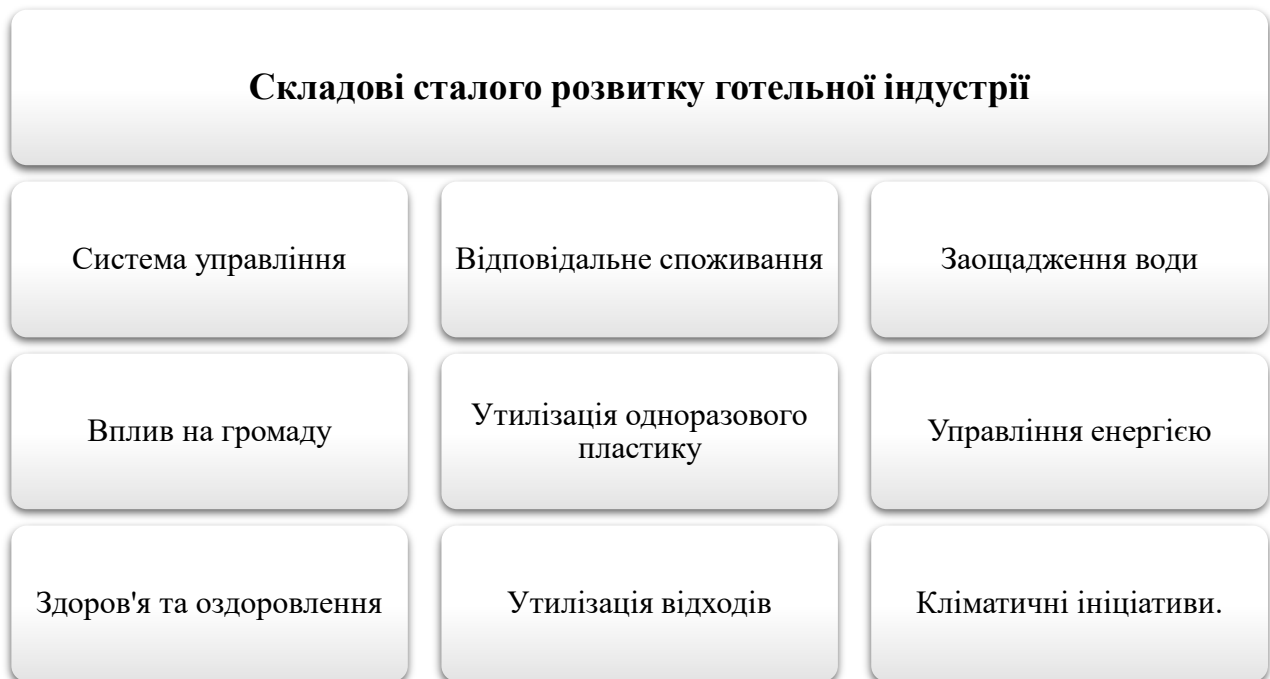 Складові сталого розвитку готельної індустрії
Система управління
Відповідальне споживання
Заощадження води
Вплив на громаду
Утилізація одноразового
пластику
Управління енергією
Здоров'я та оздоровлення
Утилізація відходів
Кліматичні ініціативи.